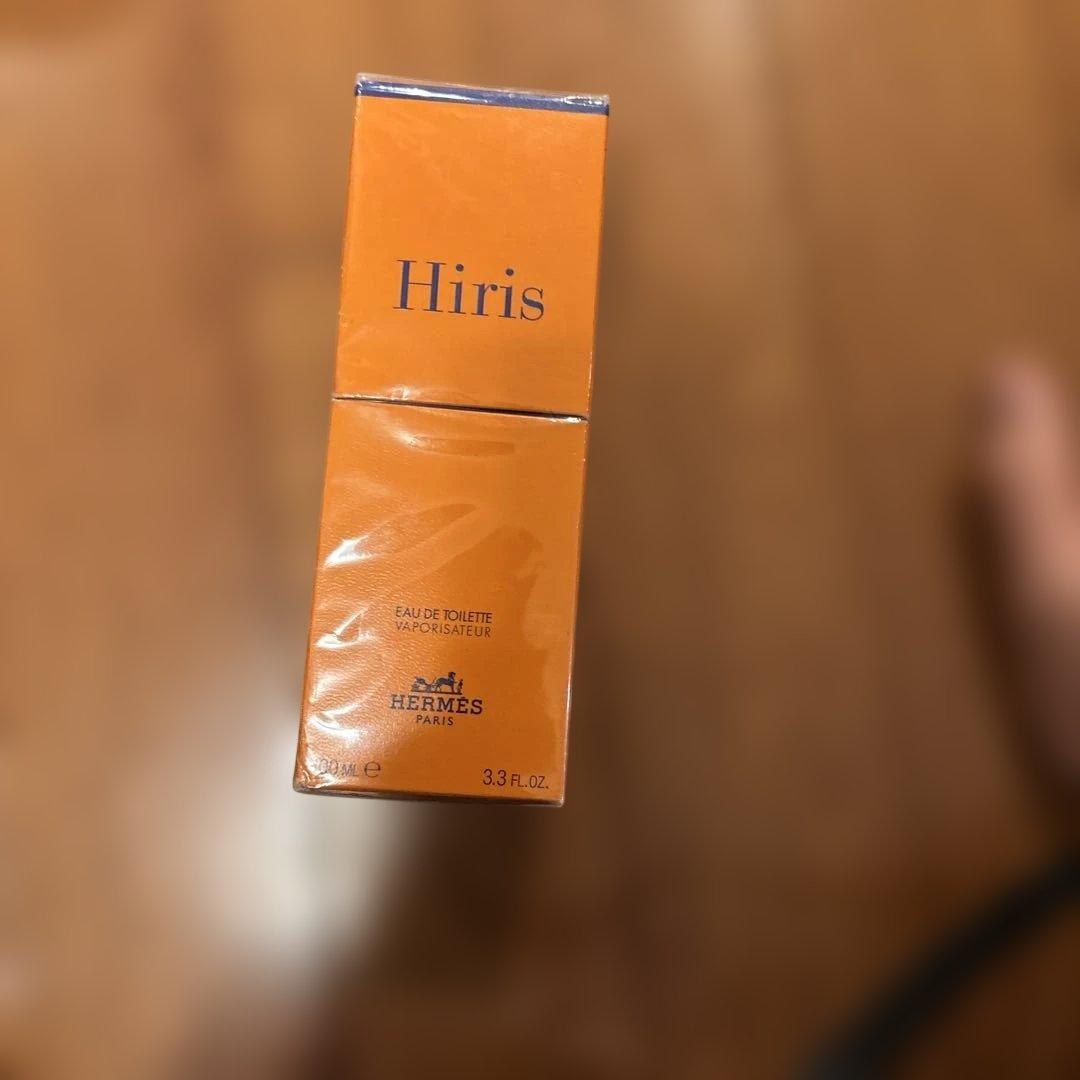 Hiris
EAU DE TOILETTE
VAPORISATEUR
HERMÈS
PARIS
00 ML ℮
3.3 FL.OZ.